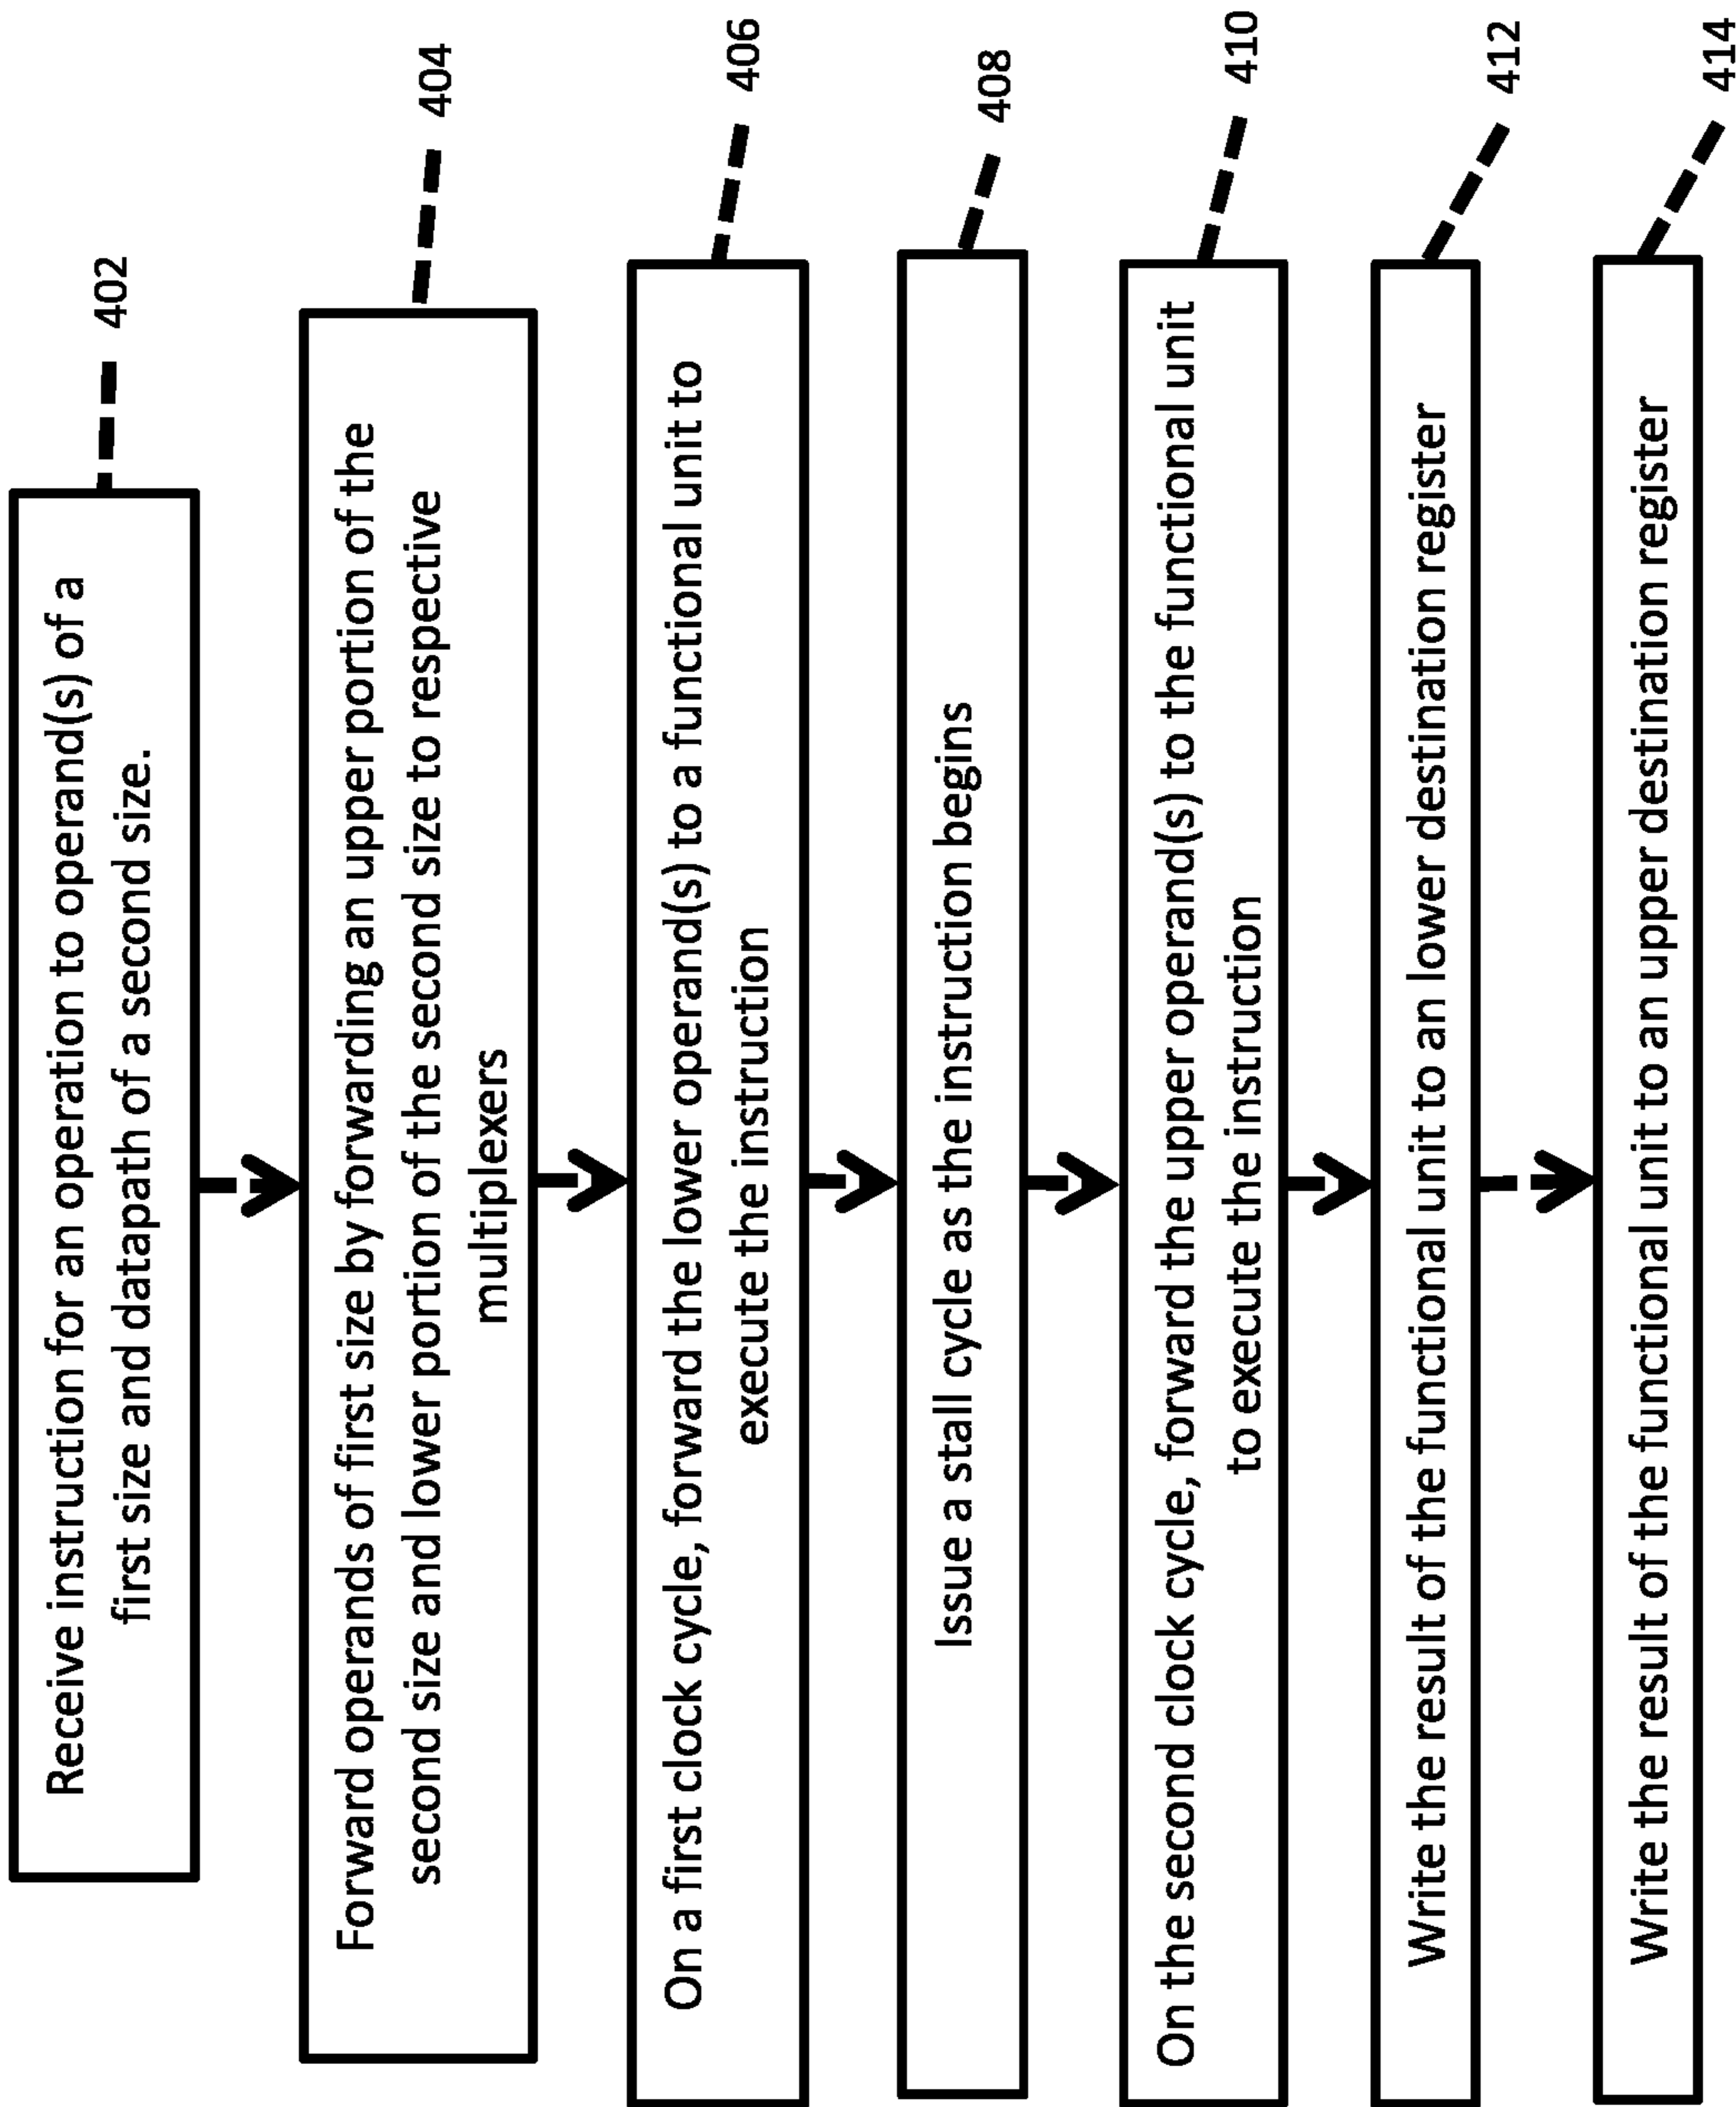 Receive instruction for an operation to operand(s) of a
first size and datapath of a second size.
402
Forward operands of first size by forwarding an upper portion of the
second size and lower portion of the second size to respective
multiplexers
404
On a first clock cycle, forward the lower operand(s) to a functional unit to
execute the instruction
406
Issue a stall cycle as the instruction begins
408
On the second clock cycle, forward the upper operand(s) to the functional unit
to execute the instruction
410
Write the result of the functional unit to an lower destination register
412
Write the result of the functional unit to an upper destination register
414